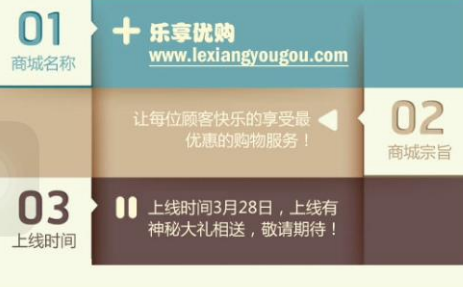 01
商城名称
乐享优购
www.lexiangyougou.com
让每位顾客快乐的享受最
优惠的购物服务！
02
商城宗旨
03
上线时间
上线时间3月28日，上线有
神秘大礼相送，敬请期待！